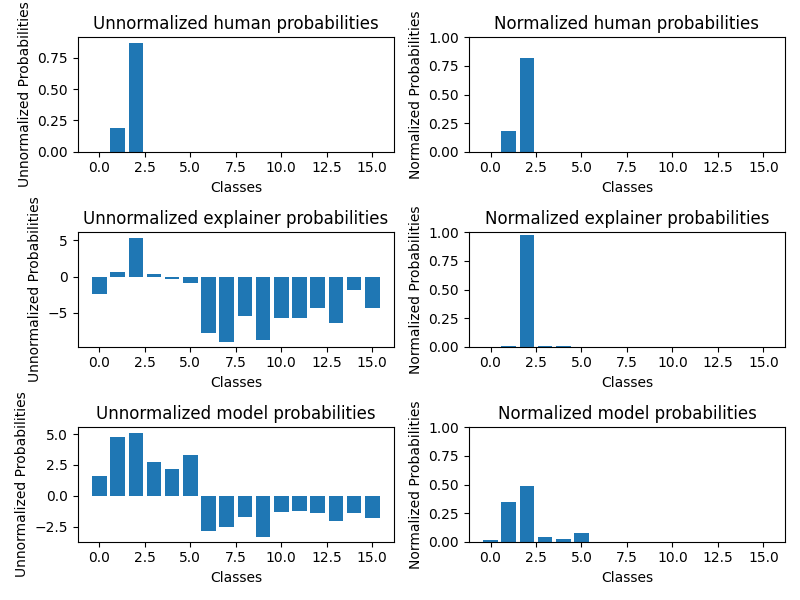 Unnormalized human probabilities
Unnormalized Probabilities
0.75
0.50
0.25
0.00
0.0 2.5 5.0 7.5 10.0 12.5 15.0
Classes
Normalized human probabilities
Normalized Probabilities
1.00
0.75
0.50
0.25
0.00
0.0 2.5 5.0 7.5 10.0 12.5 15.0
Classes
Unnormalized explainer probabilities
Unnormalized Probabilities
5
0
−5
0.0 2.5 5.0 7.5 10.0 12.5 15.0
Classes
Normalized explainer probabilities
Normalized Probabilities
1.00
0.75
0.50
0.25
0.00
0.0 2.5 5.0 7.5 10.0 12.5 15.0
Classes
Unnormalized model probabilities
Unnormalized Probabilities
5.0
2.5
0.0
−2.5
0.0 2.5 5.0 7.5 10.0 12.5 15.0
Classes
Normalized model probabilities
Normalized Probabilities
1.00
0.75
0.50
0.25
0.00
0.0 2.5 5.0 7.5 10.0 12.5 15.0
Classes